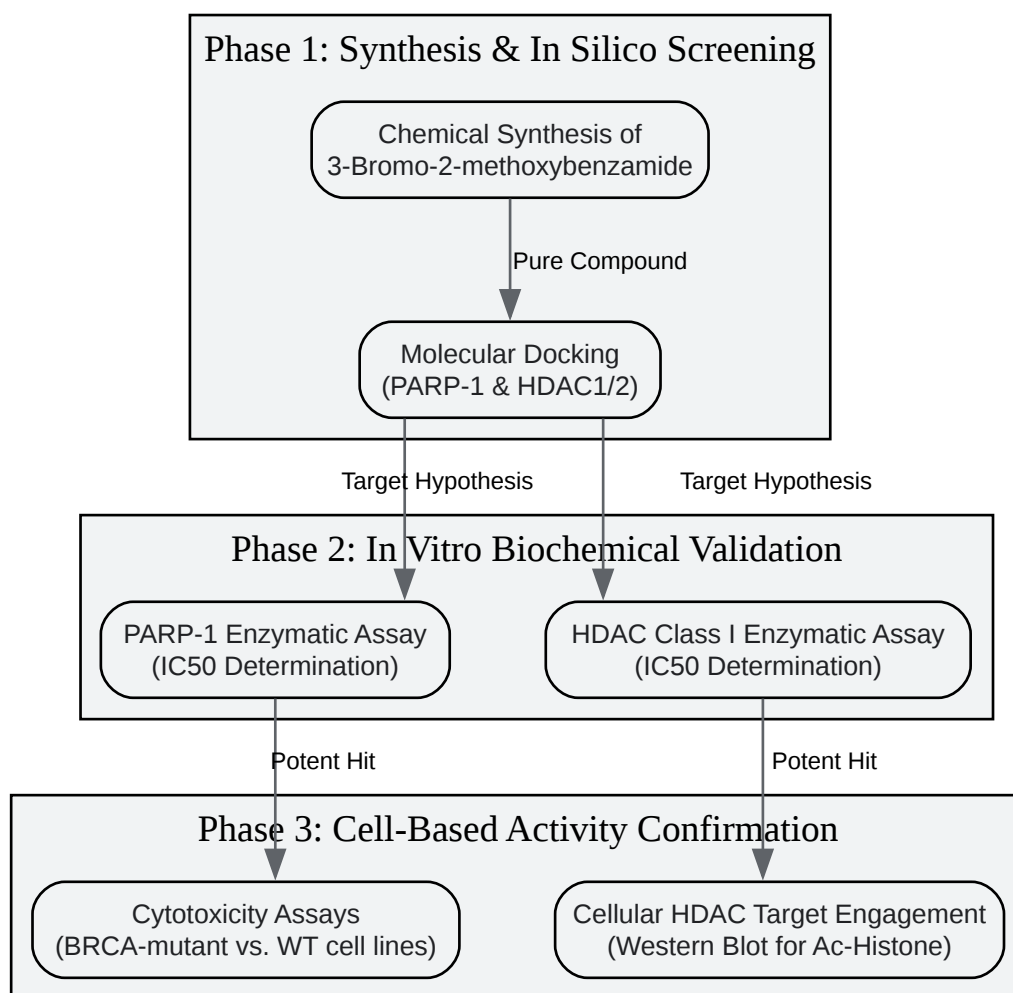 Phase 1: Synthesis & In Silico Screening
Chemical Synthesis of
3-Bromo-2-methoxybenzamide
Pure Compound
Molecular Docking
(PARP-1 & HDAC1/2)
Target Hypothesis
Target Hypothesis
Phase 2: In Vitro Biochemical Validation
PARP-1 Enzymatic Assay
(IC50 Determination)
HDAC Class I Enzymatic Assay
(IC50 Determination)
Potent Hit
Potent Hit
Phase 3: Cell-Based Activity Confirmation
Cytotoxicity Assays
(BRCA-mutant vs. WT cell lines)
Cellular HDAC Target Engagement
(Western Blot for Ac-Histone)